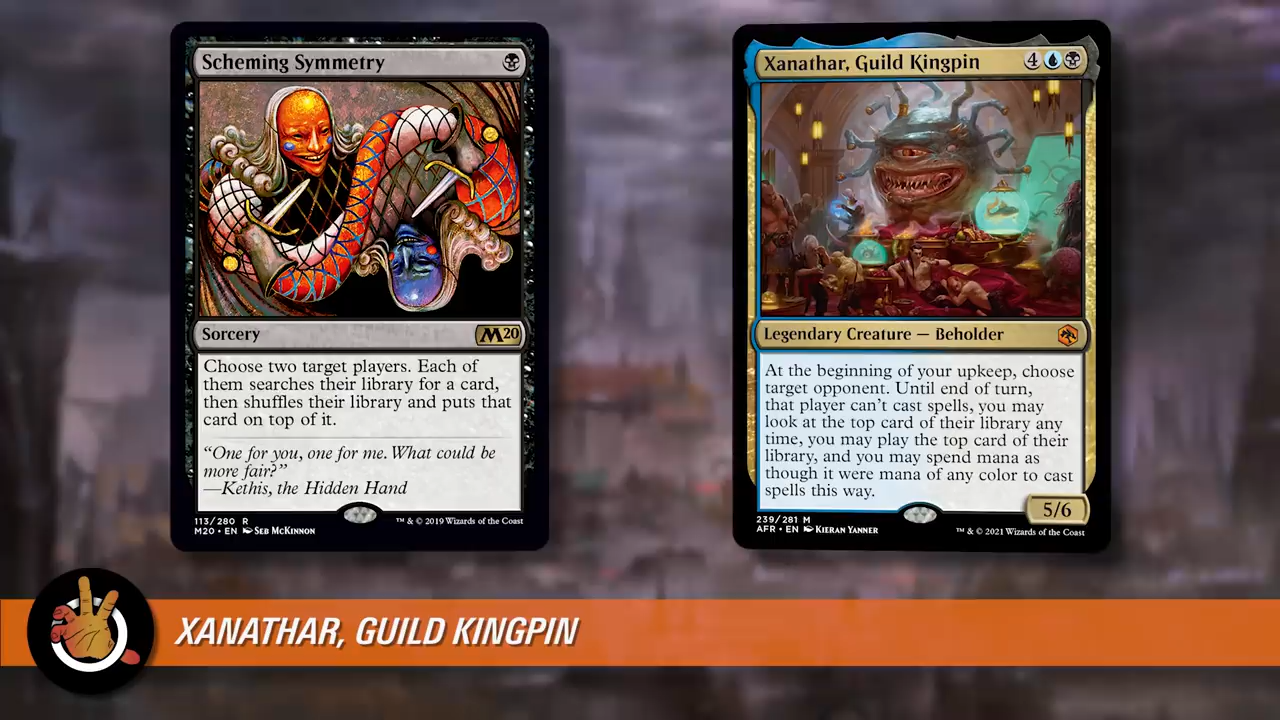 Scheming Symmetry
Sorcery
M20
Choose two target players. Each of
them searches their library for a card,
then shuffles their library and puts that
card on top of it.
“One for you, one for me. What could be
more fair?”
—Kethis, the Hidden Hand
113/280 R
M20 • EN Seb McKinnon
™ & © 2019 Wizards of the Coast
Xanathar, Guild Kingpin 4
Legendary Creature — Beholder
At the beginning of your upkeep, choose
target opponent. Until end of turn,
that player can’t cast spells, you may
look at the top card of their library any
time, you may play the top card of their
library, and you may spend mana as
though it were mana of any color to cast
spells this way.
5/6
239/281 M
AFR • EN Kieran Yanner
™ & © 2021 Wizards of the Coast
XANATHAR, GUILD KINGPIN